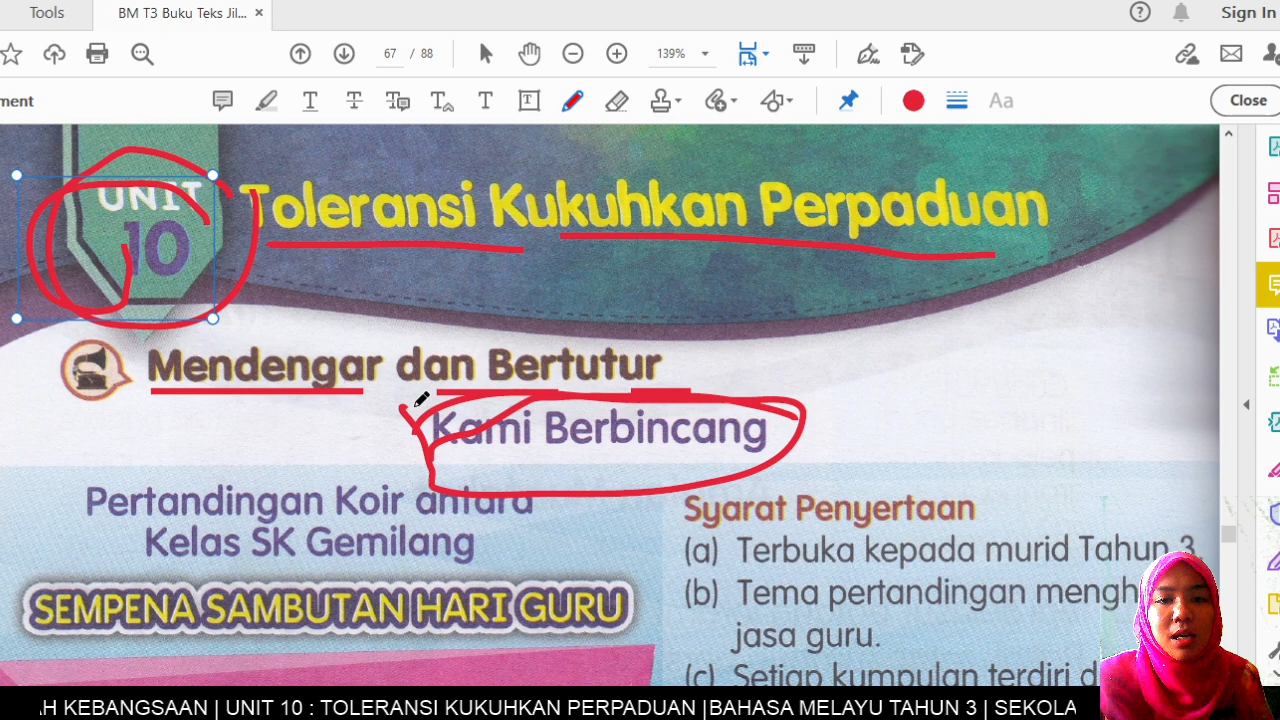 Tools BM T3 Buku Teks Jil... × Sign In
67 / 88 139%
ment Aa Close
UNIT
10
Toleransi Kukuhkan Perpaduan
Mendengar dan Bertutur
Kami Berbincang
Pertandingan Koir antara
Kelas SK Gemilang
SEMPENA SAMBUTAN HARI GURU
Syarat Penyertaan
(a) Terbuka kepada murid Tahun 3.
(b) Tema pertandingan mengh
jasa guru.
(c) Setiap kumpulan terdiri d
AH KEBANGSAAN | UNIT 10 : TOLERANSI KUKUHKAN PERPADUAN |BAHASA MELAYU TAHUN 3 | SEKOLA